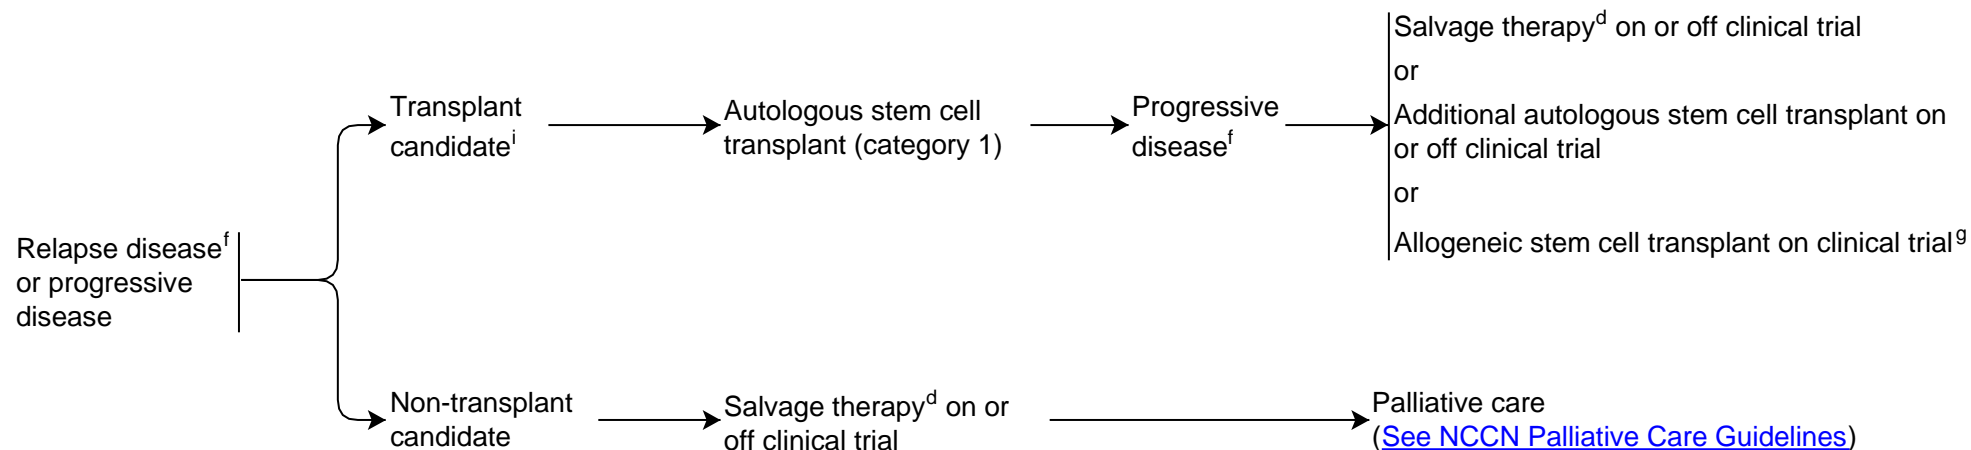 Relapse disease^f
or progressive
disease
Transplant
candidate^i
Autologous stem cell
transplant (category 1)
Progressive
disease^f
Salvage therapy^d on or off clinical trial
or
Additional autologous stem cell transplant on
or off clinical trial
or
Allogeneic stem cell transplant on clinical trial^g
Non-transplant
candidate
Salvage therapy^d on or
off clinical trial
Palliative care
(See NCCN Palliative Care Guidelines)